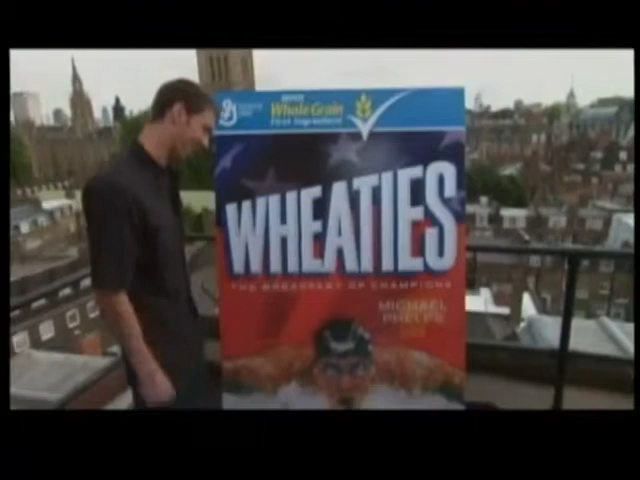 Whole Grain
First Ingredient
WHEATIES
THE BREAKFAST OF CHAMPIONS
MICHAEL
PHELPS